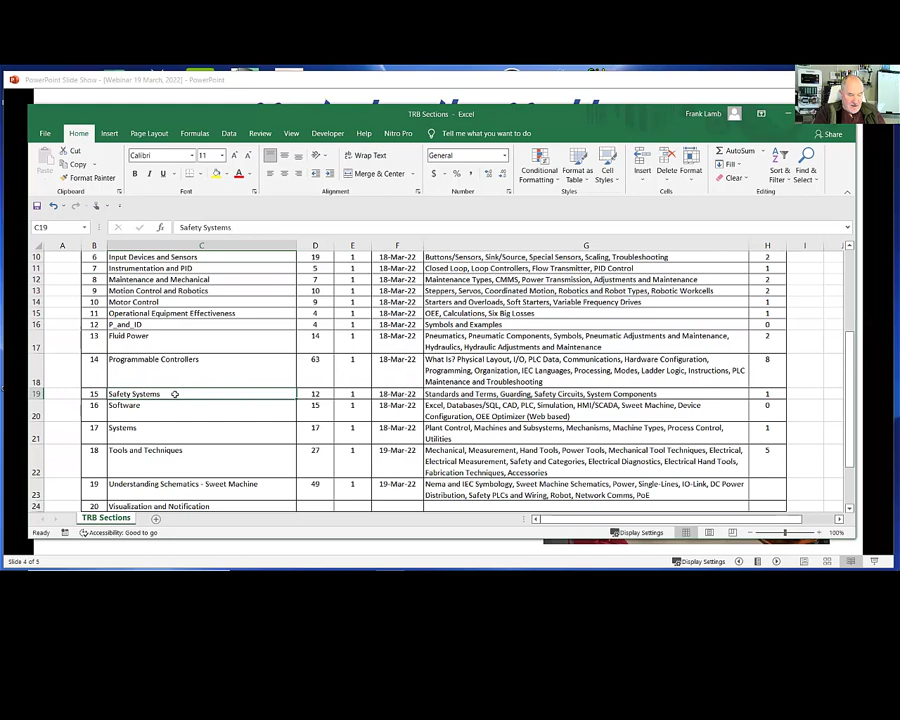 PowerPoint Slide Show - [Webinar 19 March, 2022] - PowerPoint
TRB Sections - Excel
Frank Lamb
File Home Insert Page Layout Formulas Data Review View Developer Help Nitro Pro Tell me what you want to do Share
Paste Cut Copy Format Painter Clipboard
Calibri 11 B I U A Font
Wrap Text Merge & Center Alignment
General $ % , Number
Conditional Formatting Format as Table Cell Styles Styles
Insert Delete Format Cells
AutoSum Fill Clear Sort & Filter Find & Select Editing
C19 fx Safety Systems
A B C D E F G H I J
10 6 Input Devices and Sensors 19 1 18-Mar-22 Buttons/Sensors, Sink/Source, Special Sensors, Scaling, Troubleshooting 2
11 7 Instrumentation and PID 5 1 18-Mar-22 Closed Loop, Loop Controllers, Flow Transmitter, PID Control 1
12 8 Maintenance and Mechanical 7 1 18-Mar-22 Maintenance Types, CMMS, Power Transmission, Adjustments and Maintenance 2
13 9 Motion Control and Robotics 10 1 18-Mar-22 Steppers, Servos, Coordinated Motion, Robotics and Robot Types, Robotic Workcells 2
14 10 Motor Control 9 1 18-Mar-22 Starters and Overloads, Soft Starters, Variable Frequency Drives 1
15 11 Operational Equipment Effectiveness 4 1 18-Mar-22 OEE, Calculations, Six Big Losses 1
16 12 P_and_ID 4 1 18-Mar-22 Symbols and Examples 0
13 Fluid Power 14 1 18-Mar-22 Pneumatics, Pneumatic Components, Symbols, Pneumatic Adjustments and Maintenance, 2
17 Hydraulics, Hydraulic Adjustments and Maintenance
14 Programmable Controllers 63 1 18-Mar-22 What Is? Physical Layout, I/O, PLC Data, Communications, Hardware Configuration, 8
Programming, Organization, IEC Languages, Processing, Modes, Ladder Logic, Instructions, PLC
18 Maintenance and Troubleshooting
19 15 Safety Systems 12 1 18-Mar-22 Standards and Terms, Guarding, Safety Circuits, System Components 1
16 Software 15 1 18-Mar-22 Excel, Databases/SQL, CAD, PLC, Simulation, HMI/SCADA, Sweet Machine, Device 0
20 Configuration, OEE Optimizer (Web based)
17 Systems 17 1 18-Mar-22 Plant Control, Machines and Subsystems, Mechanisms, Machine Types, Process Control, 1
21 Utilities
18 Tools and Techniques 27 1 19-Mar-22 Mechanical, Measurement, Hand Tools, Power Tools, Mechanical Tool Techniques, Electrical, 5
Electrical Measurement, Safety and Categories, Electrical Diagnostics, Electrical Hand Tools,
22 Fabrication Techniques, Accessories
19 Understanding Schematics - Sweet Machine 49 1 19-Mar-22 Nema and IEC Symbology, Sweet Machine Schematics, Power, Single-Lines, IO-Link, DC Power 1
23 Distribution, Safety PLCs and Wiring, Robot, Network Comms, PoE
24 20 Visualization and Notification
TRB Sections
Ready Accessibility: Good to go Display Settings 100%
Slide 4 of 5 Display Settings